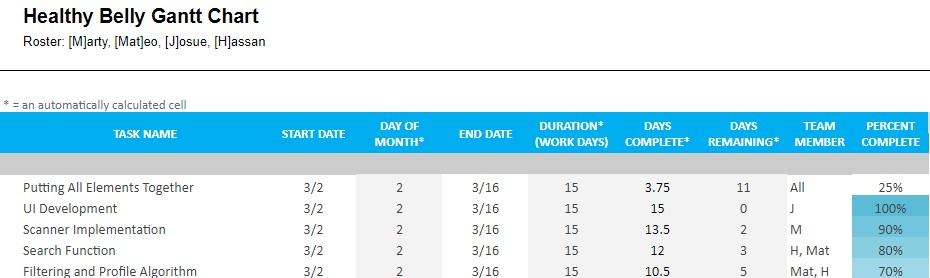 Healthy Belly Gantt Chart
Roster: [M]arty, [Mat]eo, [J]osue, [H]assan
* = an automatically calculated cell
TASK NAME START DATE DAY OF MONTH* END DATE DURATION* (WORK DAYS) DAYS COMPLETE* DAYS REMAINING* TEAM MEMBER PERCENT COMPLETE
Putting All Elements Together 3/2 2 3/16 15 3.75 11 All 25%
UI Development 3/2 2 3/16 15 15 0 J 100%
Scanner Implementation 3/2 2 3/16 15 13.5 2 M 90%
Search Function 3/2 2 3/16 15 12 3 H, Mat 80%
Filtering and Profile Algorithm 3/2 2 3/16 15 10.5 5 Mat, H 70%